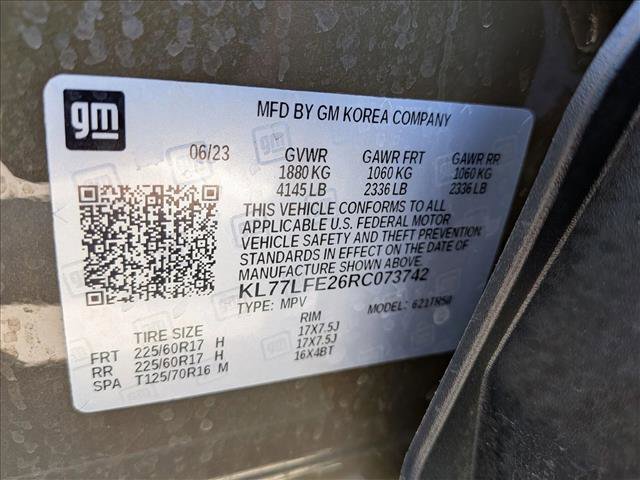 gm
MFD BY GM KOREA COMPANY
06/23 GVWR GAWR FRT GAWR RR
1880 KG 1060 KG 1060 KG
4145 LB 2336 LB 2336 LB
THIS VEHICLE CONFORMS TO ALL
APPLICABLE U.S. FEDERAL MOTOR
VEHICLE SAFETY AND THEFT PREVENTION
STANDARDS IN EFFECT ON THE DATE OF
MANUFACTURE SHOWN ABOVE.
KL77LFE26RC073742
TYPE: MPV MODEL: 621TR58
TIRE SIZE RIM
FRT 225/60R17 H 17X7.5J
RR 225/60R17 H 17X7.5J
SPA T125/70R16 M 16X4BT